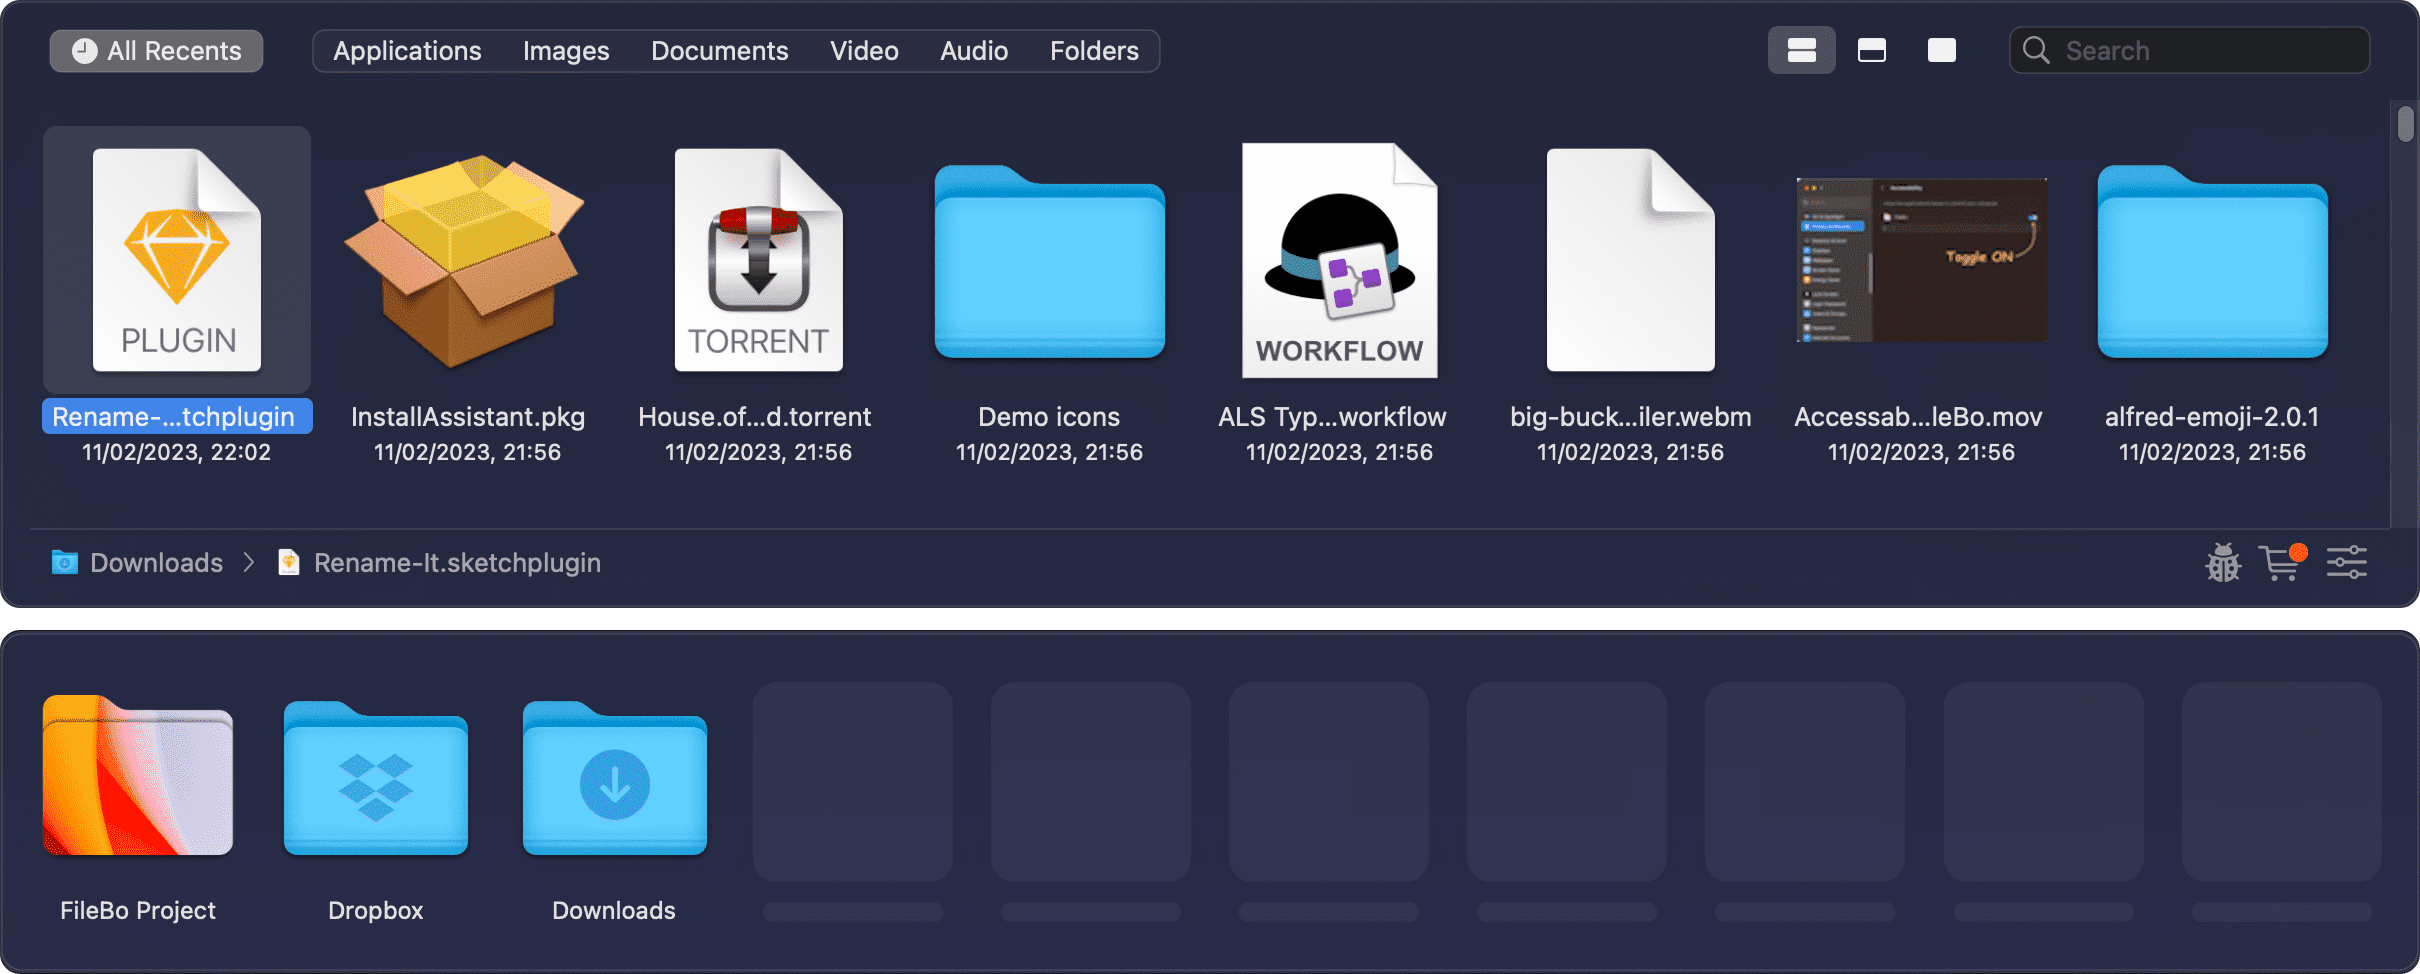 All Recents
Applications
Images
Documents
Video
Audio
Folders
Search
PLUGIN
TORRENT
WORKFLOW
Accessibility
Toggle ON
Rename-...tchplugin
InstallAssistant.pkg
House.of...d.torrent
Demo icons
ALS Typ...workflow
big-buck...iler.webm
Accessab...leBo.mov
alfred-emoji-2.0.1
11/02/2023, 22:02
11/02/2023, 21:56
11/02/2023, 21:56
11/02/2023, 21:56
11/02/2023, 21:56
11/02/2023, 21:56
11/02/2023, 21:56
11/02/2023, 21:56
Downloads
Rename-It.sketchplugin
FileBo Project
Dropbox
Downloads